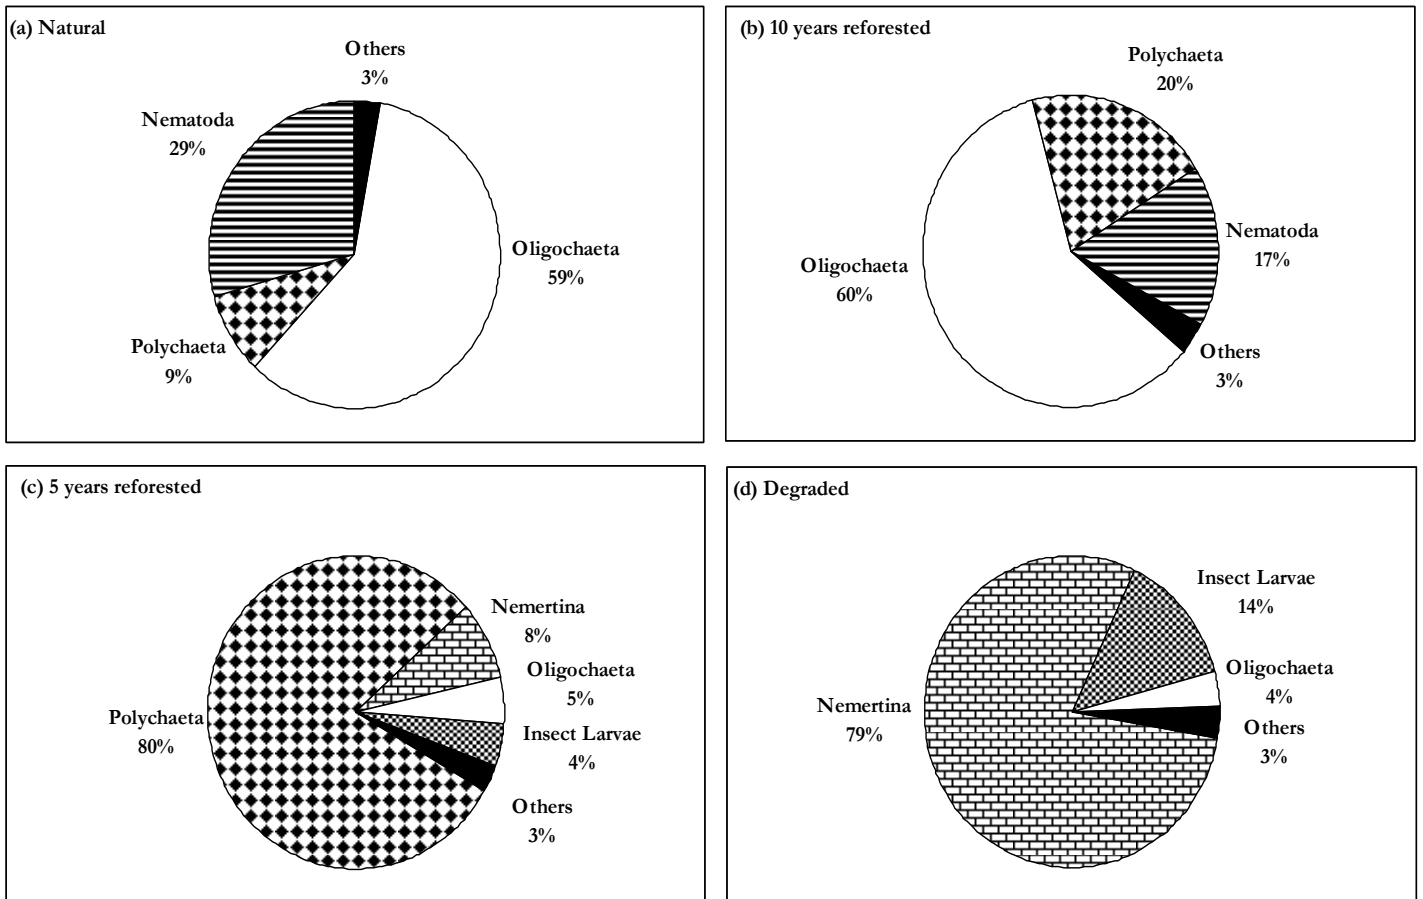 (a) Natural
Others
3%
Nematoda
29%
Oligochaeta
59%
Polychaeta
9%
(b) 10 years reforested
Polychaeta
20%
Nematoda
17%
Oligochaeta
60%
Others
3%
(c) 5 years reforested
Nemertina
8%
Oligochaeta
5%
Polychaeta
80%
Insect Larvae
4%
Others
3%
(d) Degraded
Insect Larvae
14%
Oligochaeta
4%
Nemertina
79%
Others
3%